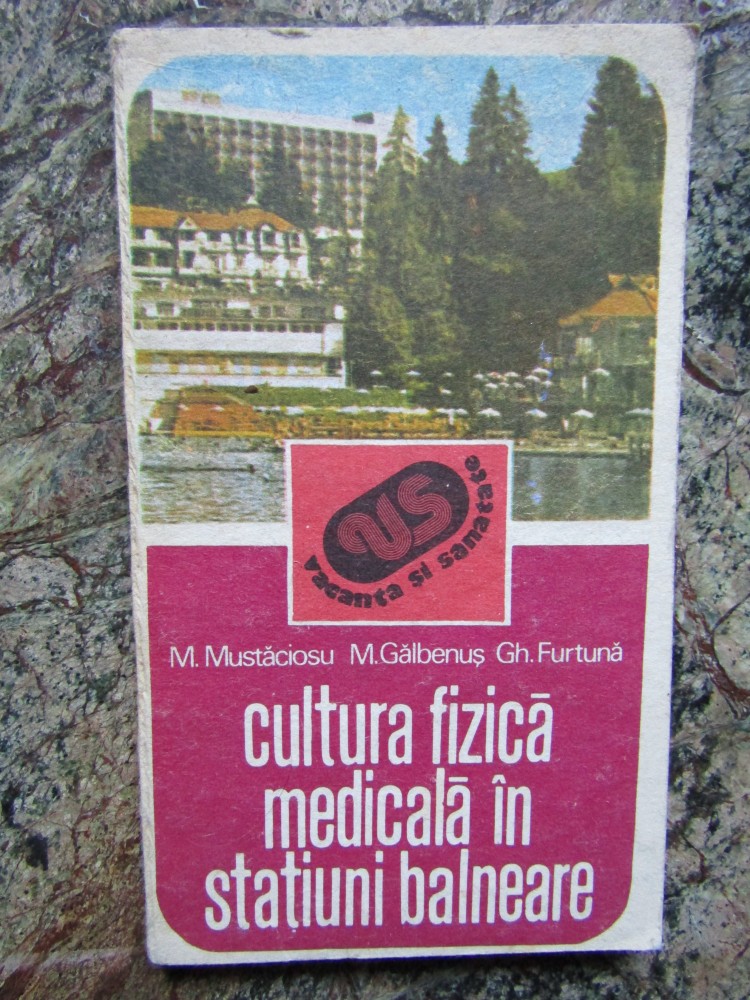 VS
vacanta si sanatate
M. Mustăciosu M. Gălbenuș Gh. Furtună
cultura fizică
medicală în
stațiuni balneare